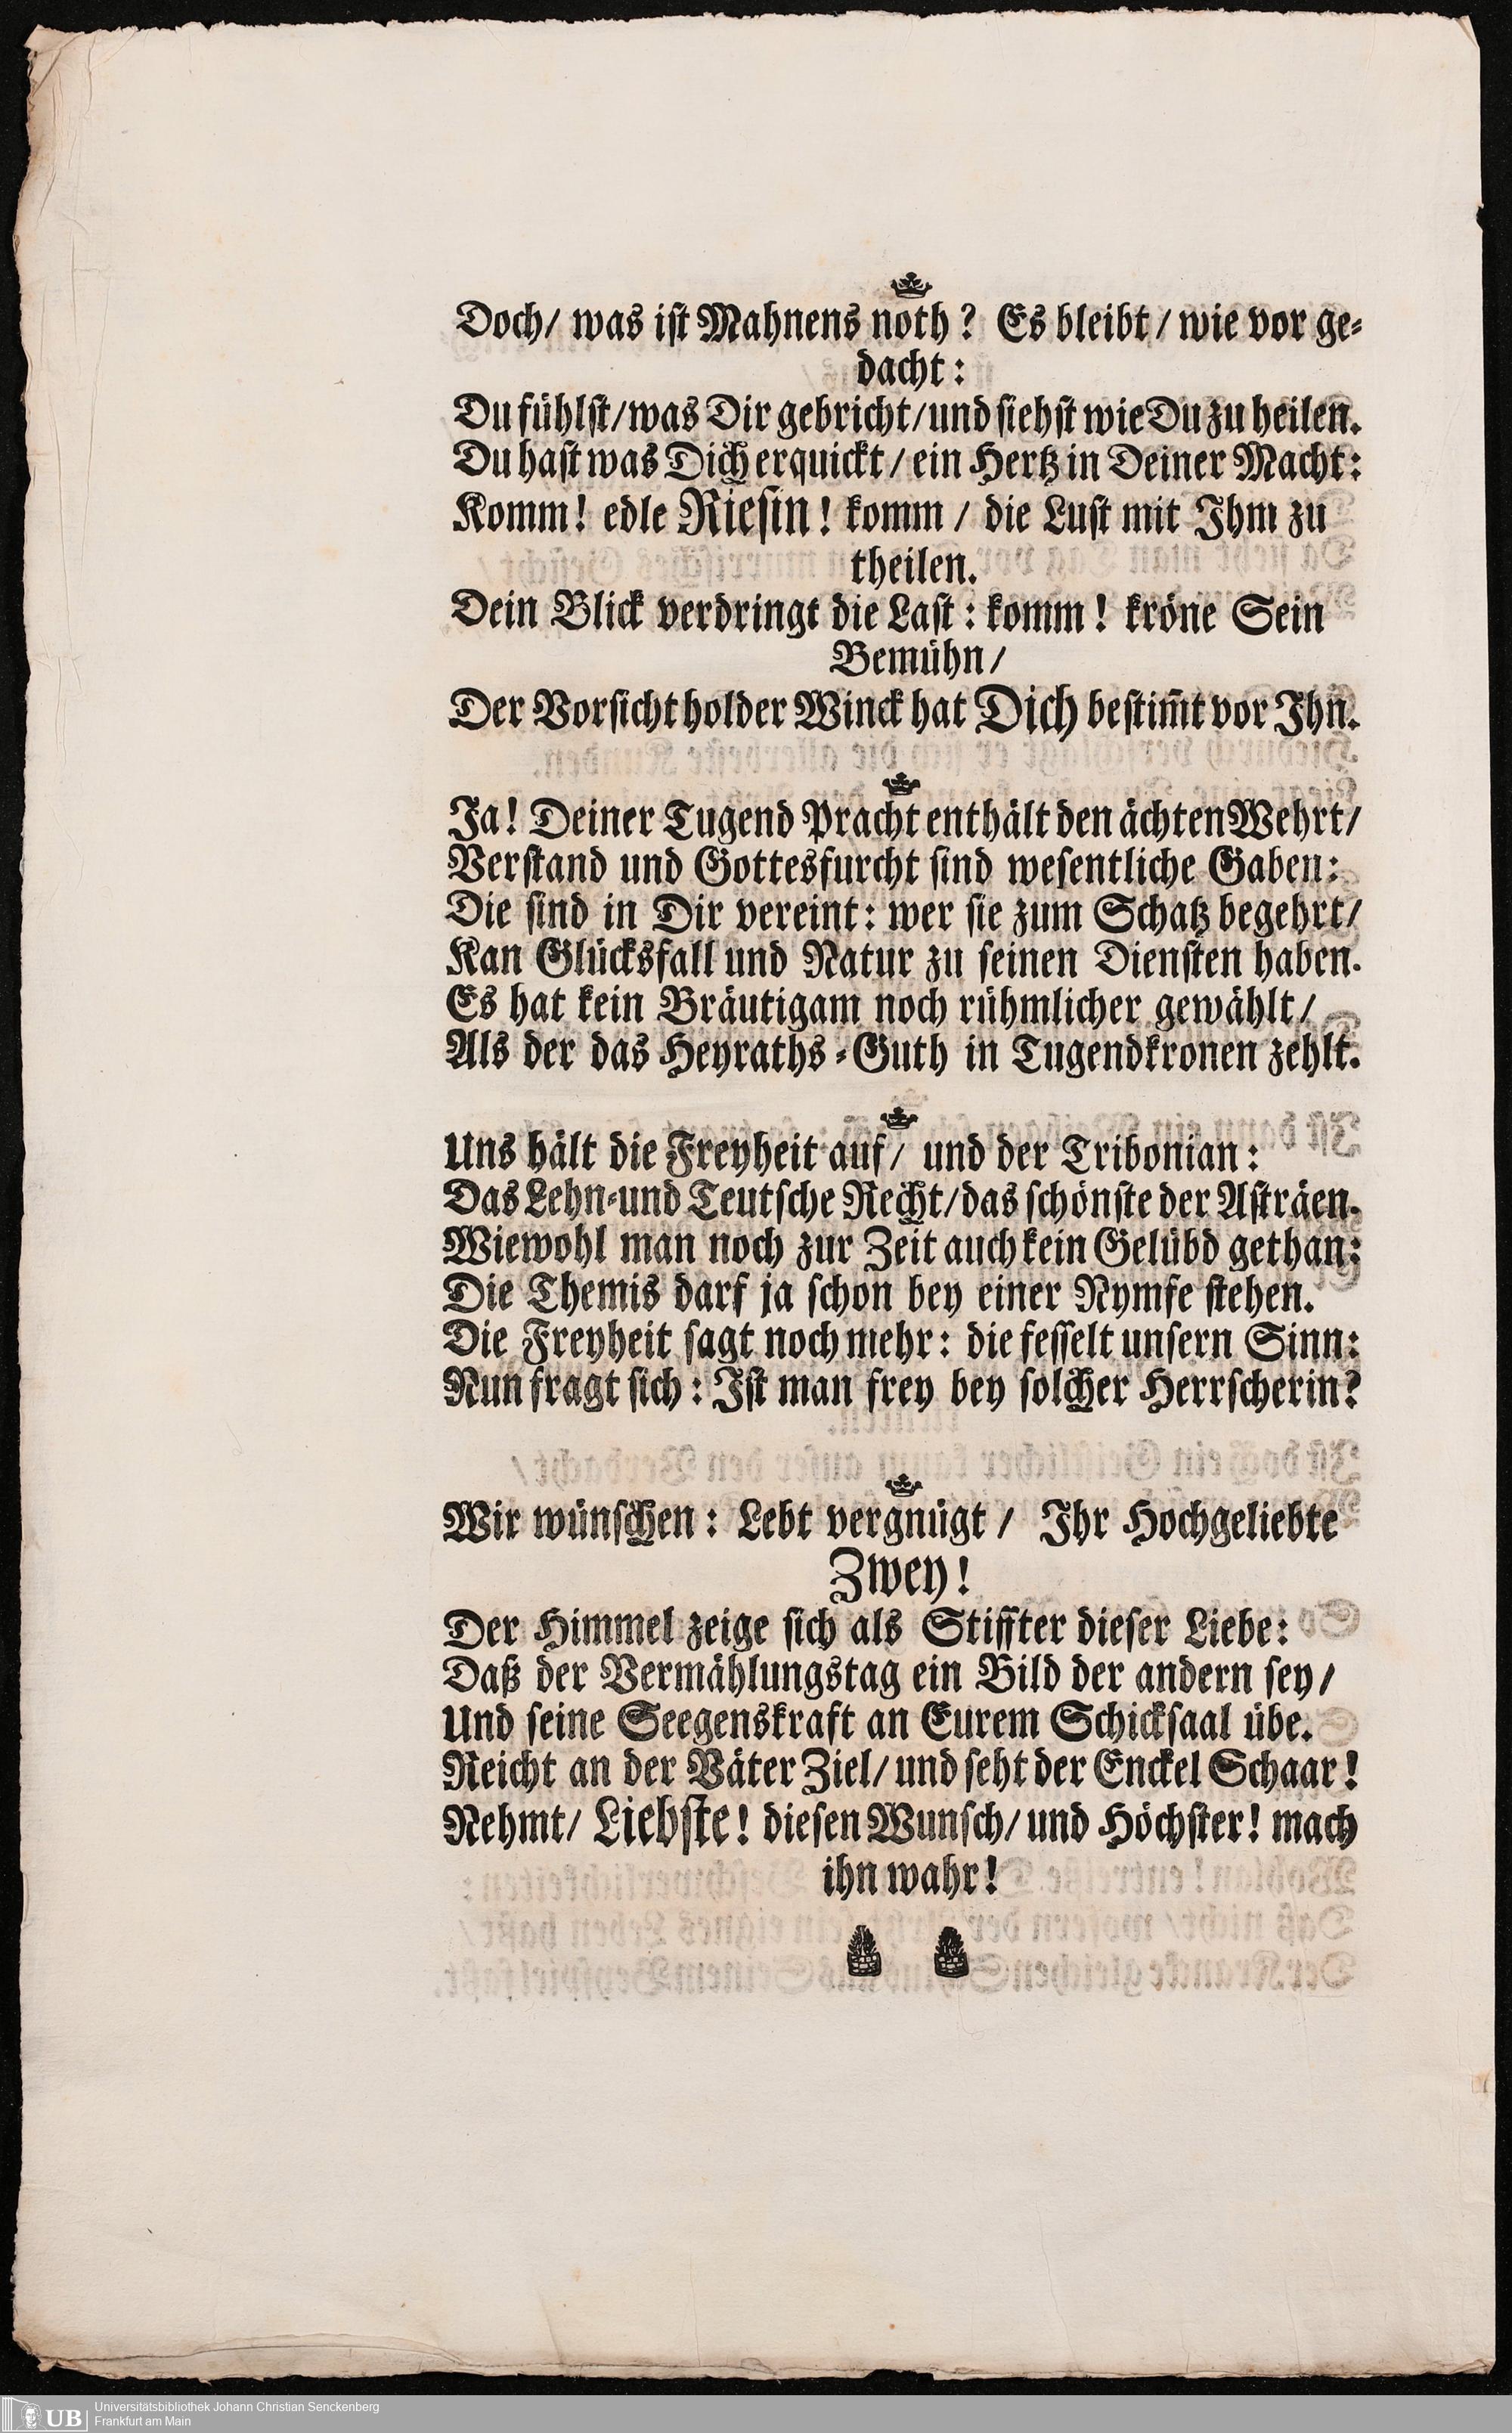 Doch/ was ist Mahnens noth? Es bleibt/ wie vor ge-
dacht:
Du fühlst/ was Dir gebricht/ und siehst wie Du zu heilen.
Du hast was Dich erquickt/ ein Hertz in Deiner Macht:
Komm! edle Riesin! komm/ die Lust mit Ihm zu
theilen.
Dein Blick verdringt die Last: komm! kröne Sein
Bemühn/
Der Vorsicht holder Winck hat Dich bestim̃t vor Ihn.
Ja! Deiner Tugend Pracht enthält den ächten Wehrt/
Verstand und Gottesfurcht sind wesentliche Gaben:
Die sind in Dir vereint: wer sie zum Schatz begehrt/
Kan Glücksfall und Natur zu seinen Diensten haben.
Es hat kein Bräutigam noch rühmlicher gewählt/
Als der das Heyraths-Guth in Tugendkronen zehlt.
Uns hält die Freyheit auf/ und der Tribonian:
Das Lehn-und Teutsche Recht/ das schönste der Asträen.
Wiewohl man noch zur Zeit auch kein Gelübd gethan:
Die Themis darf ja schon bey einer Nymfe stehen.
Die Freyheit sagt noch mehr: die fesselt unsern Sinn:
Nun fragt sich: Ist man frey bey solcher Herrscherin?
Wir wünschen: Lebt vergnügt/ Ihr Hochgeliebte
Zwey!
Der Himmel zeige sich als Stiffter dieser Liebe:
Daß der Vermählungstag ein Bild der andern sey/
Und seine Seegenskraft an Eurem Schicksaal übe.
Reicht an der Väter Ziel/ und seht der Enckel Schaar!
Nehmt/ Liebste! diesen Wunsch/ und Höchster! mach
ihn wahr!
UB
Universitätsbibliothek Johann Christian Senckenberg
Frankfurt am Main